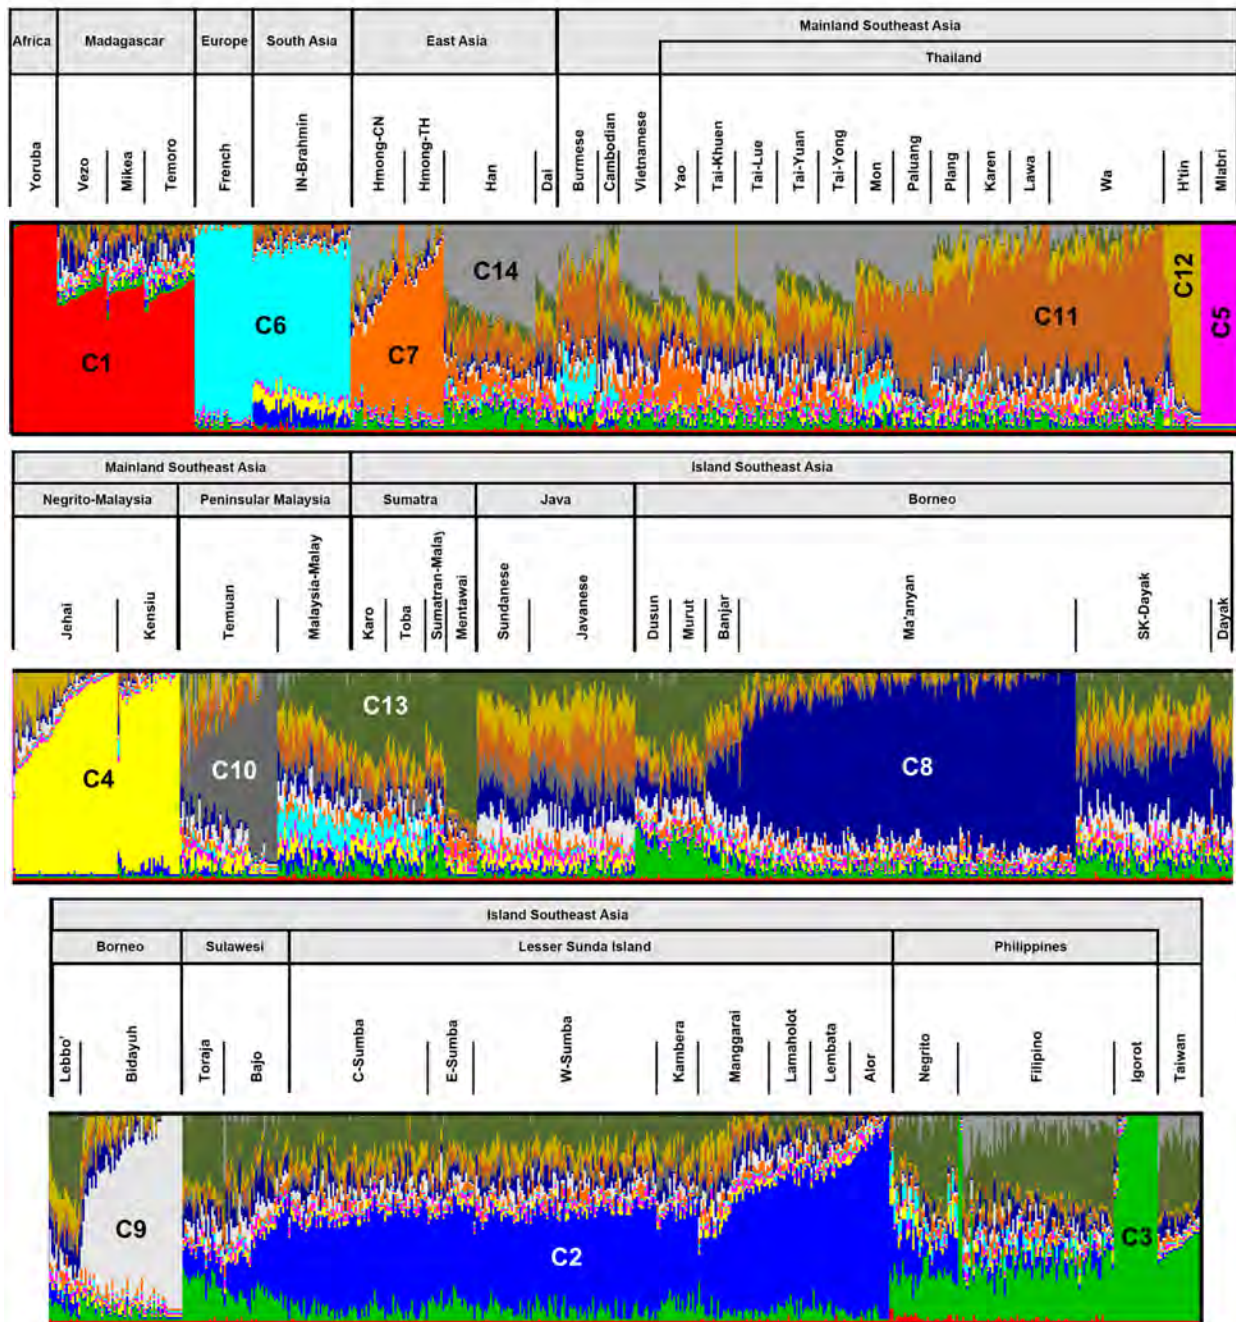 Africa Madagascar Europe South Asia East Asia Mainland Southeast Asia
Thailand
Yoruba Vezo Mikea Temoro French IN-Brahmin Hmong-CN Hmong-TH Han Dai Burmese Cambodian Vietnamese Yao Tai-Khuen Tai-Lue Tai-Yuan Tai-Yong Mon Paluang Plang Karen Lawa Wa H'tin Mlabri
C1 C6 C7 C14 C11 C12 C5
Mainland Southeast Asia Island Southeast Asia
Negrito-Malaysia Peninsular Malaysia Sumatra Java Borneo
Jehai Kensiu Temuan Malaysia-Malay Karo Toba Sumatran-Malay Mentawai Sundanese Javanese Dusun Murut Banjar Ma'anyan SK-Dayak Dayak
C4 C10 C13 C8
Island Southeast Asia
Borneo Sulawesi Lesser Sunda Island Philippines
Lebbo' Bidayuh Toraja Bajo C-Sumba E-Sumba W-Sumba Kambera Manggarai Lamaholot Lembata Alor Negrito Filipino Igorot Taiwan
C9 C2 C3